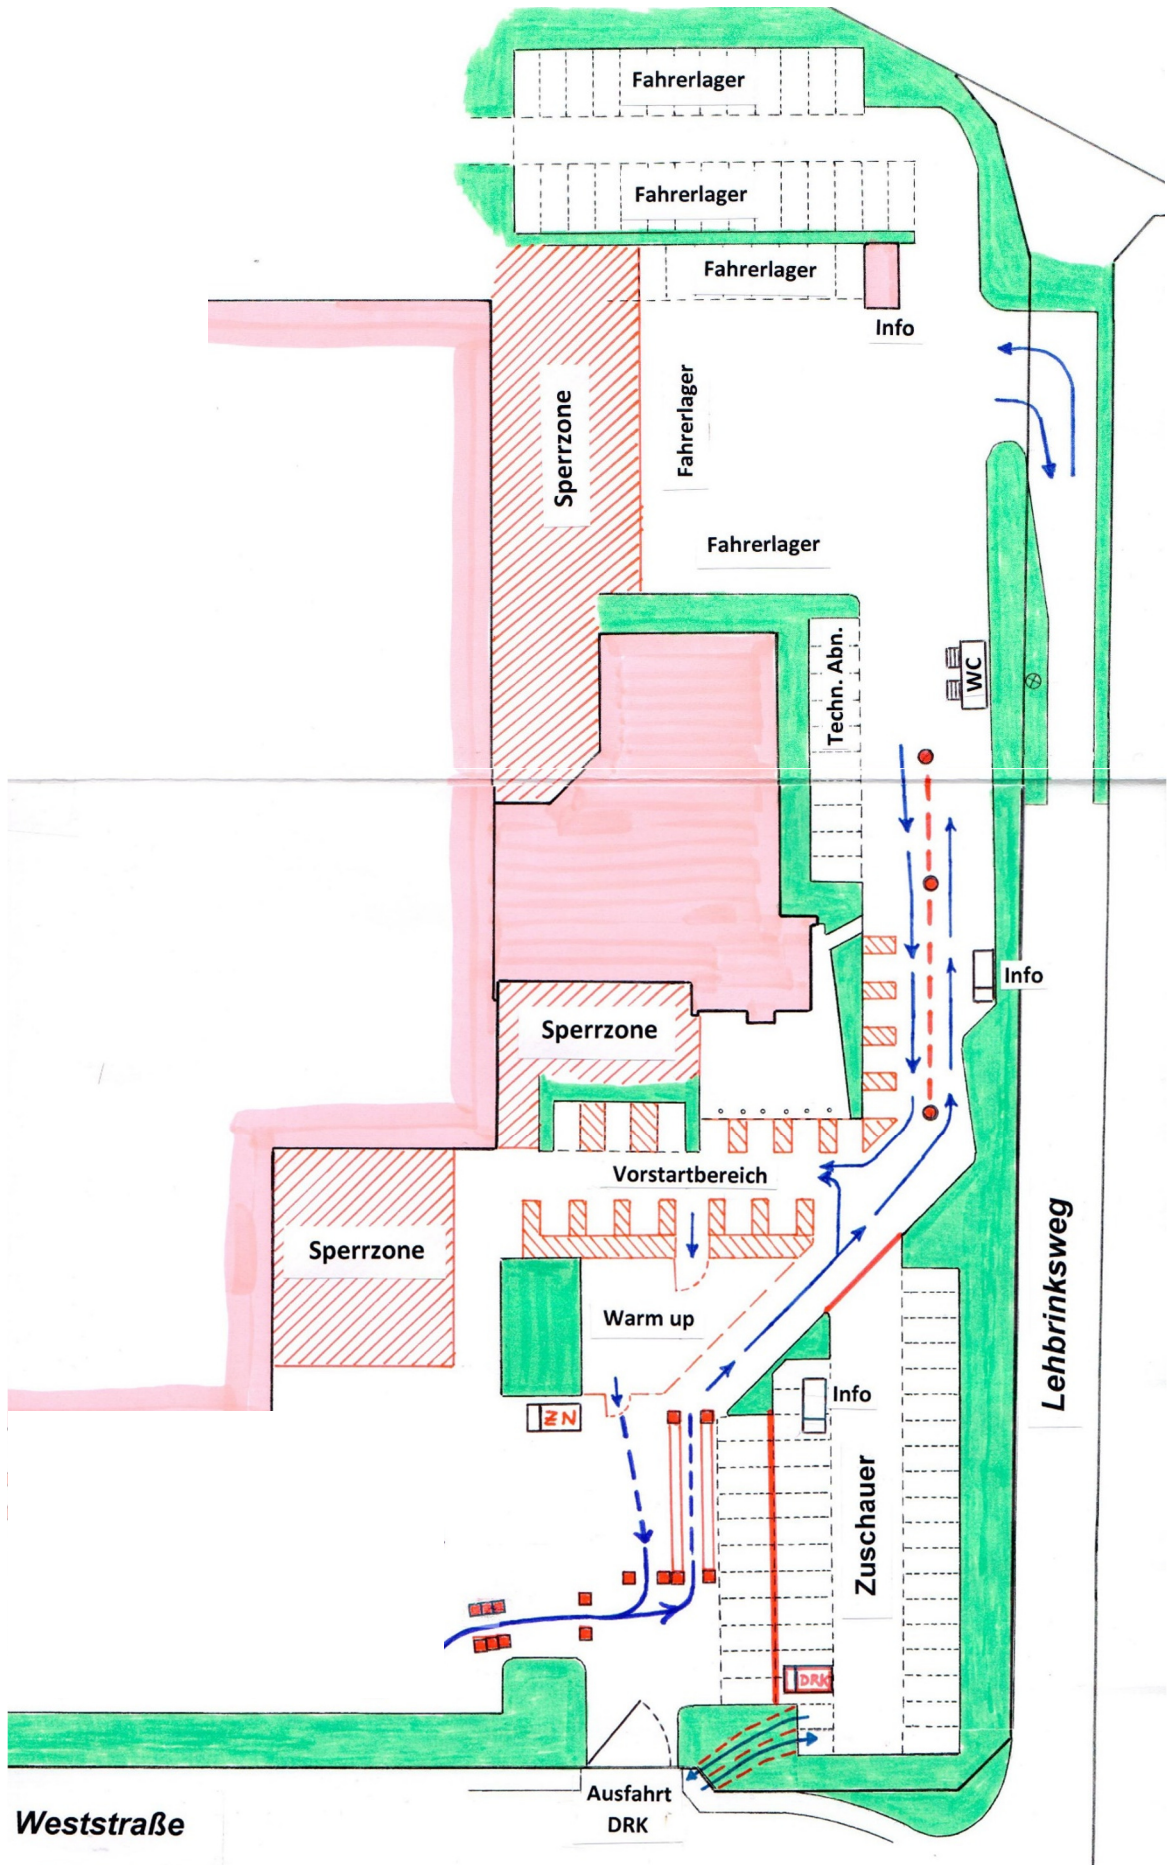 Fahrerlager
Fahrerlager
Fahrerlager
Info
Sperrzone
Fahrerlager
Fahrerlager
Techn. Abn.
WC
Info
Sperrzone
Vorstartbereich
Sperrzone
Lehbrinksweg
Warm up
Info
ZN
Zuschauer
DRK
Ausfahrt
DRK
Weststraße